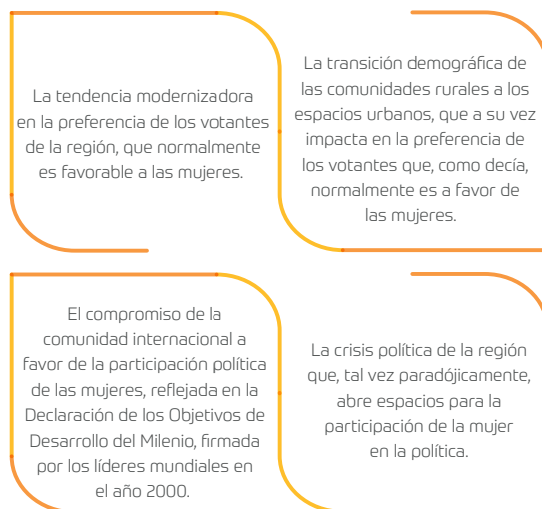 La tendencia modernizadora
en la preferencia de los votantes
de la región, que normalmente
es favorable a las mujeres.
La transición demográfica de
las comunidades rurales a los
espacios urbanos, que a su vez
impacta en la preferencia de
los votantes que, como decía,
normalmente es a favor de
las mujeres.
El compromiso de la
comunidad internacional a
favor de la participación política
de las mujeres, reflejada en la
Declaración de los Objetivos de
Desarrollo del Milenio, firmada
por los líderes mundiales en
el año 2000.
La crisis política de la región
que, tal vez paradójicamente,
abre espacios para la
participación de la mujer
en la política.